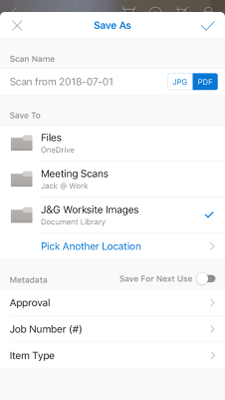 Save As
Scan Name
Scan from 2018-07-01
JPG PDF
Save To
Files
OneDrive
Meeting Scans
Jack @ Work
J&G Worksite Images
Document Library
Pick Another Location
Metadata Save For Next Use
Approval
Job Number (#)
Item Type